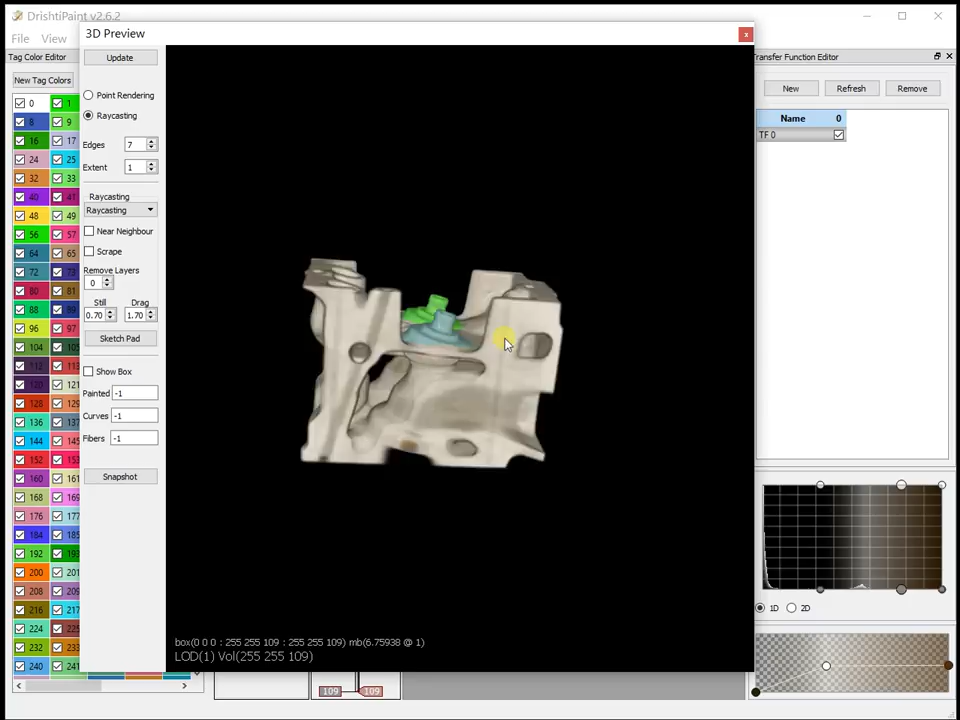 DrishtiPaint v2.6.2
File View
3D Preview
x
Tag Color Editor
Transfer Function Editor
New Tag Colors
Update
New Refresh Remove
Point Rendering
Raycasting
Edges 7
Extent 1
Raycasting
Raycasting
Near Neighbour
Scrape
Remove Layers
0
Still Drag
0.70 1.70
Sketch Pad
Show Box
Painted -1
Curves -1
Fibers -1
Snapshot
Name 0
TF 0
0 1
8 9
16 17
24 25
32 33
40 41
48 49
56 57
64 65
72 73
80 81
88 89
96 97
104 105
112 113
120 121
128 129
136 137
144 145
152 153
160 161
168 169
176 177
184 185
192 193
200 201
208 209
216 217
224 225
232 233
240 241
1D 2D
box(0 0 0 : 255 255 109 : 255 255 109) mb(6.75938 @ 1)
LOD(1) Vol(255 255 109)
109 109